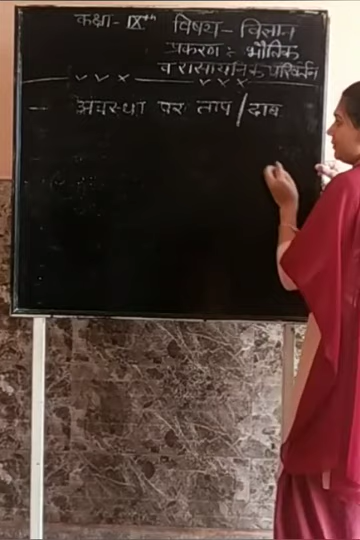 कक्षा- IXth विषय- विज्ञान
प्रकरण :- भौतिक
व रासायनिक परिवर्तन
- अवस्था पर ताप / दाब